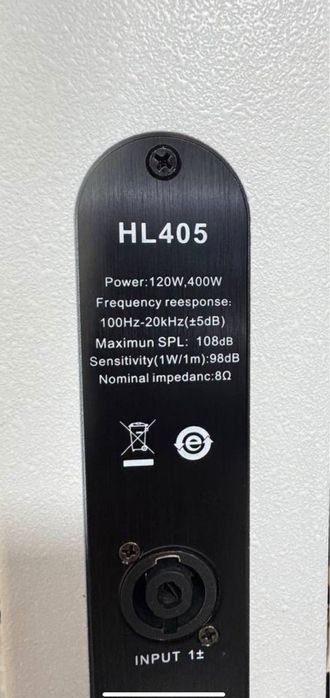 HL405
Power:120W,400W
Frequency reesponse:
100Hz-20kHz(±5dB)
Maximun SPL: 108dB
Sensitivity(1W/1m):98dB
Nominal impedanc:8Ω
e
INPUT 1±